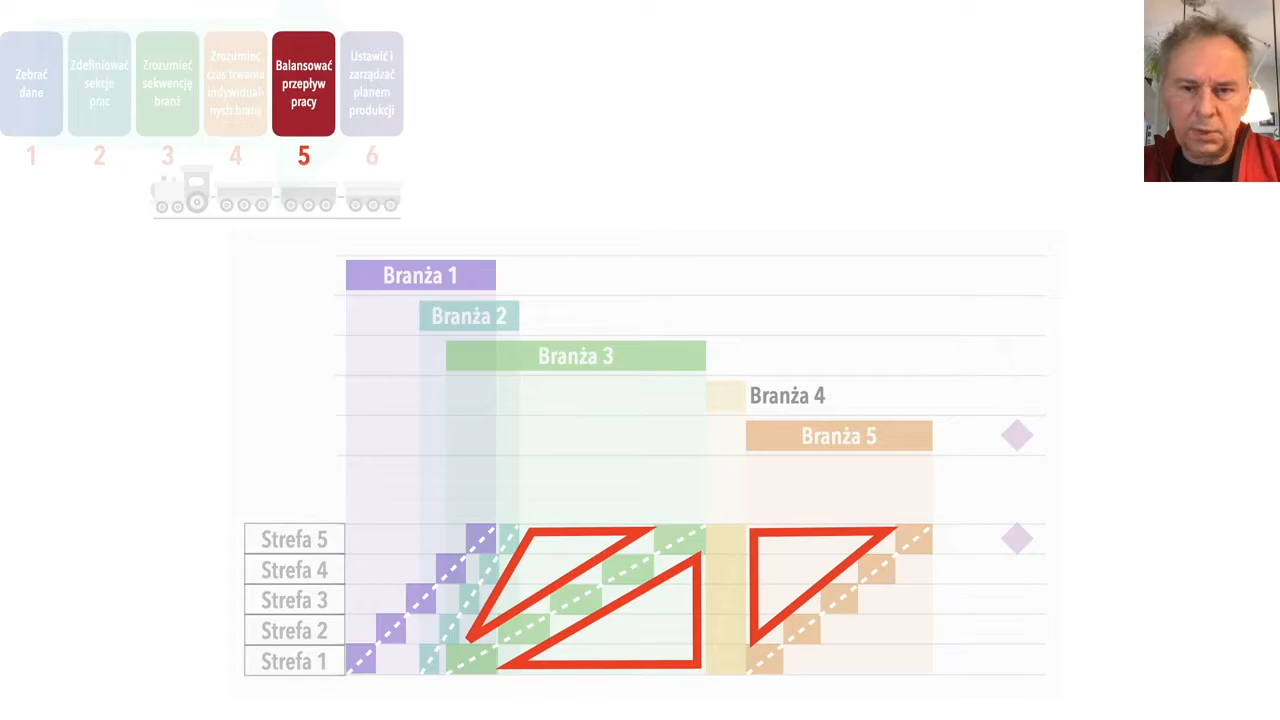 Zebrać
dane
Zdefiniować
sekcje
prac
Zrozumieć
sekwencję
branż
Zrozumieć
czas trwania
indywidual-
nych branż
Balansować
przepływ
pracy
Ustawić i
zarządzać
planem
produkcji
1
2
3
4
5
6
Branża 1
Branża 2
Branża 3
Branża 4
Branża 5
Strefa 5
Strefa 4
Strefa 3
Strefa 2
Strefa 1